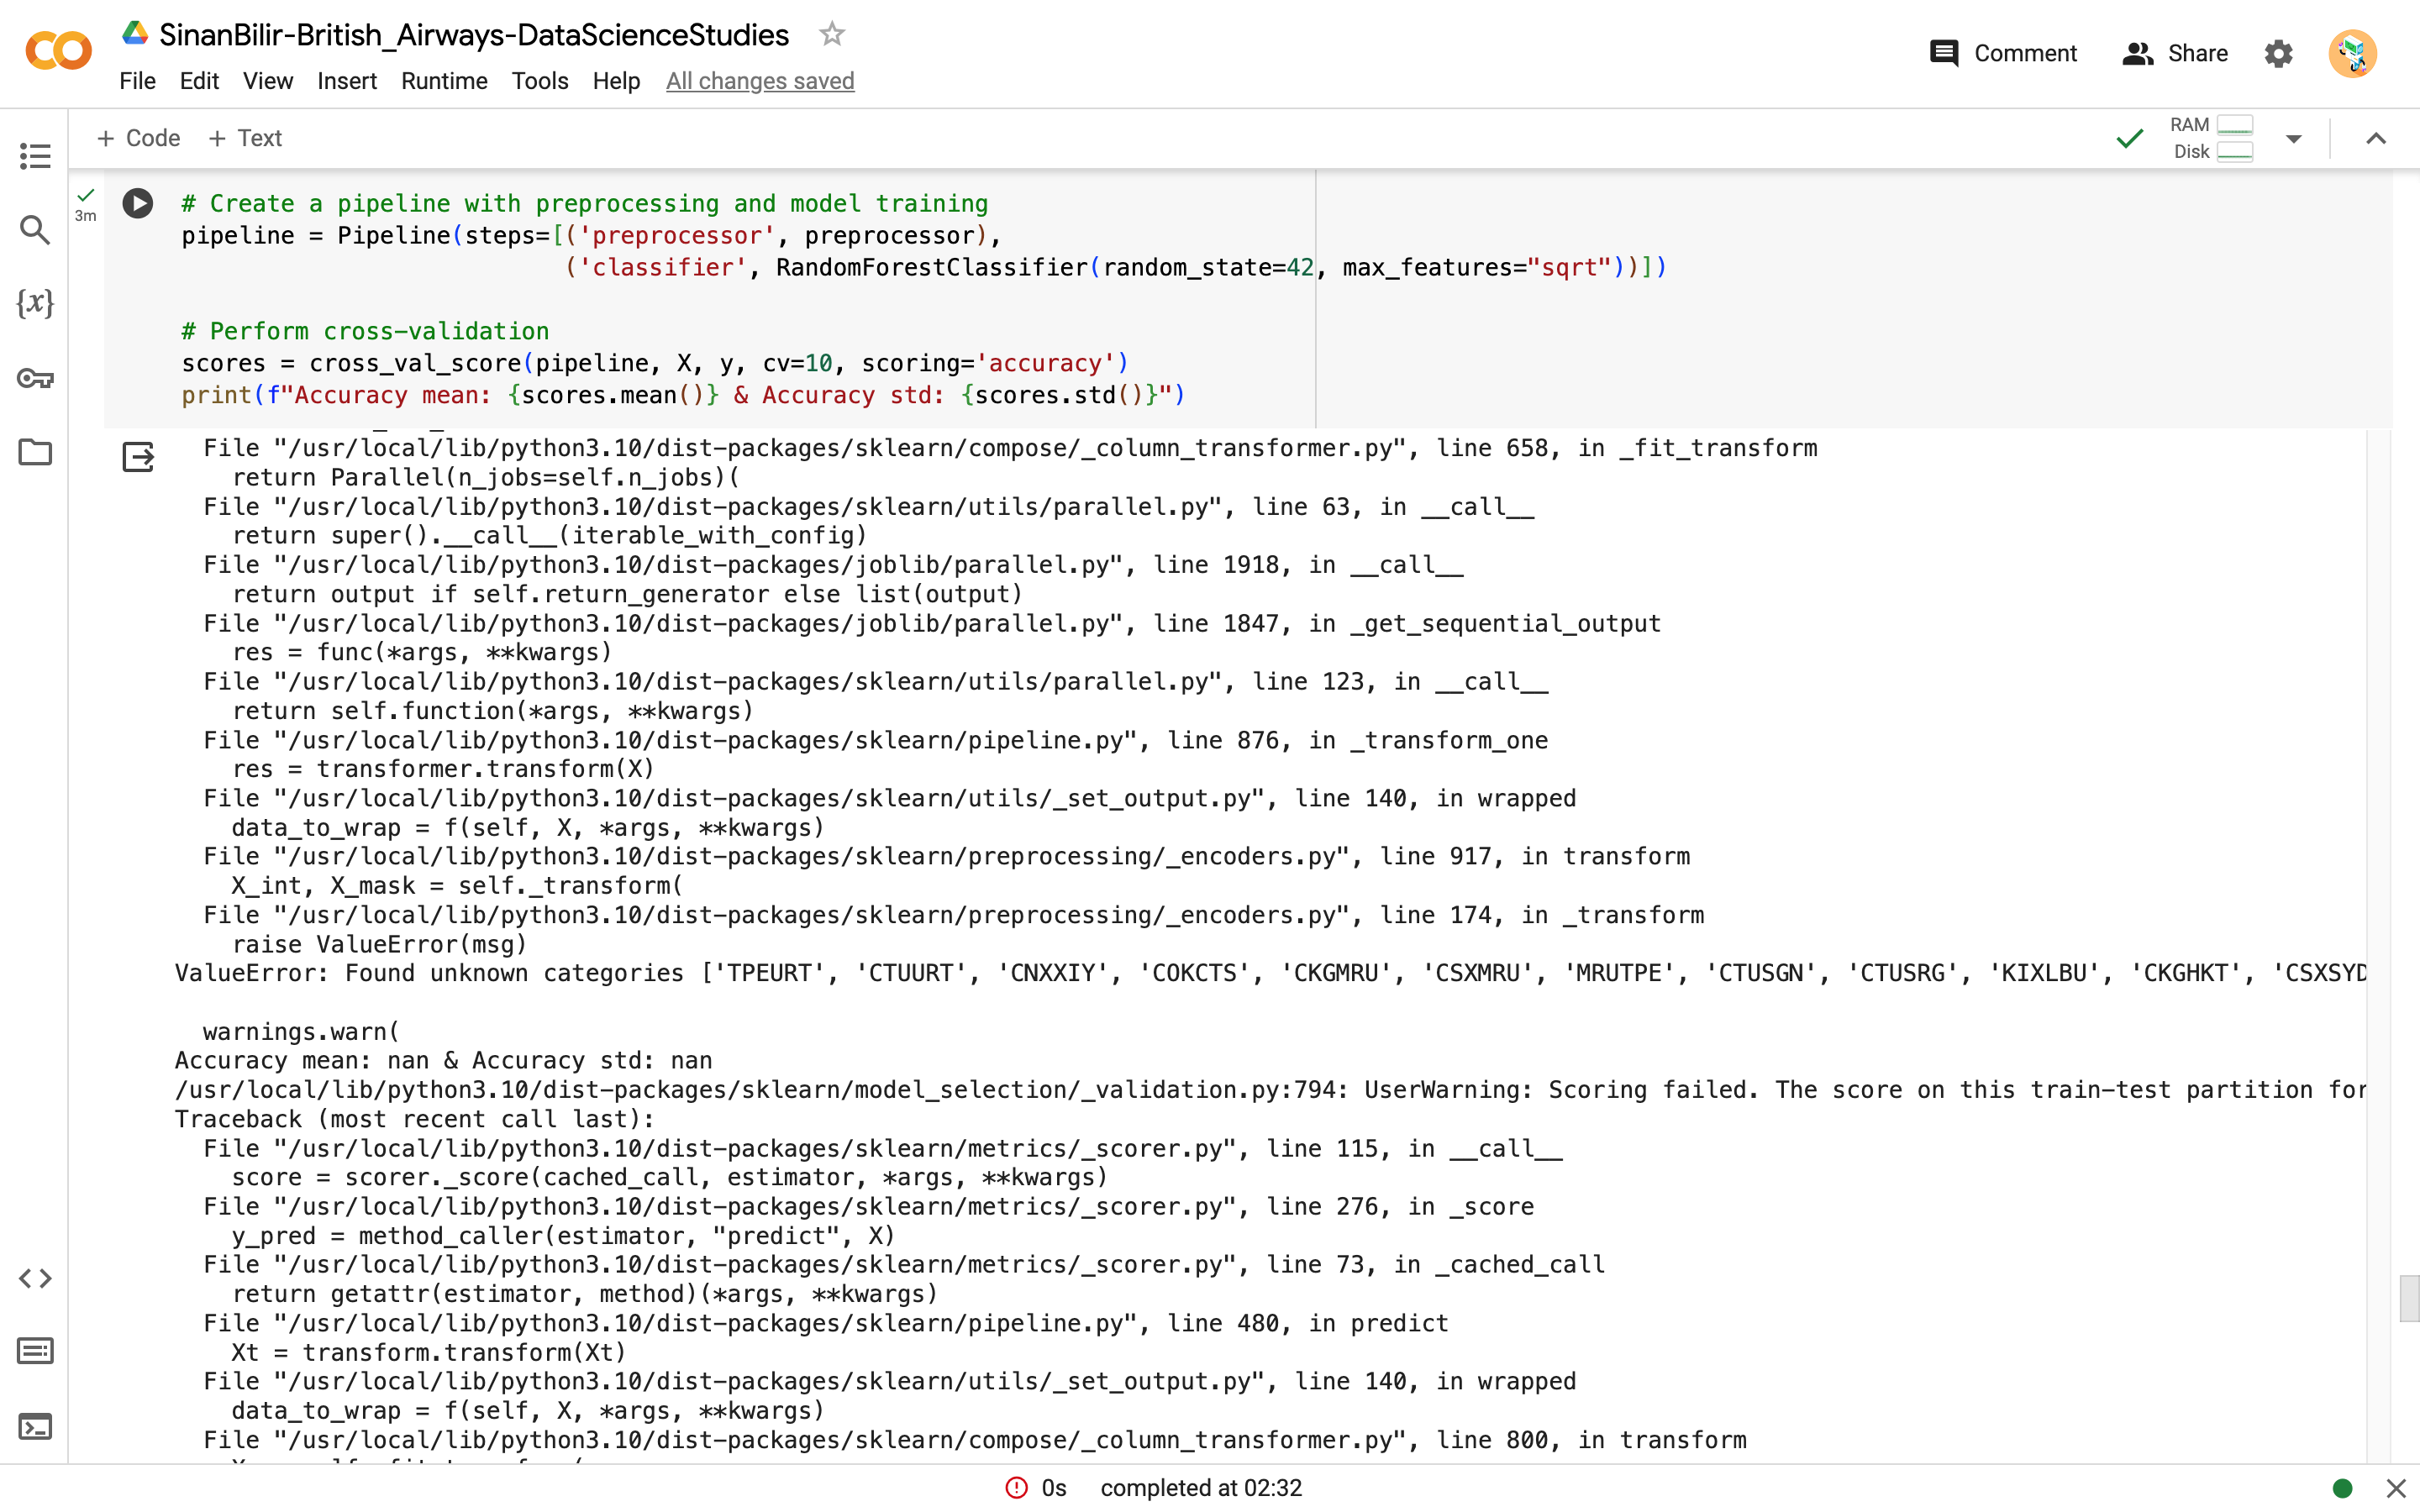 SinanBilir-British_Airways-DataScienceStudies
Comment
Share
File Edit View Insert Runtime Tools Help All changes saved
+ Code + Text
RAM
Disk
3m
# Create a pipeline with preprocessing and model training
pipeline = Pipeline(steps=[('preprocessor', preprocessor),
('classifier', RandomForestClassifier(random_state=42, max_features="sqrt"))])
# Perform cross-validation
scores = cross_val_score(pipeline, X, y, cv=10, scoring='accuracy')
print(f"Accuracy mean: {scores.mean()} & Accuracy std: {scores.std()}")
File "/usr/local/lib/python3.10/dist-packages/sklearn/compose/_column_transformer.py", line 658, in _fit_transform
return Parallel(n_jobs=self.n_jobs)(
File "/usr/local/lib/python3.10/dist-packages/sklearn/utils/parallel.py", line 63, in __call__
return super().__call__(iterable_with_config)
File "/usr/local/lib/python3.10/dist-packages/joblib/parallel.py", line 1918, in __call__
return output if self.return_generator else list(output)
File "/usr/local/lib/python3.10/dist-packages/joblib/parallel.py", line 1847, in _get_sequential_output
res = func(*args, **kwargs)
File "/usr/local/lib/python3.10/dist-packages/sklearn/utils/parallel.py", line 123, in __call__
return self.function(*args, **kwargs)
File "/usr/local/lib/python3.10/dist-packages/sklearn/pipeline.py", line 876, in _transform_one
res = transformer.transform(X)
File "/usr/local/lib/python3.10/dist-packages/sklearn/utils/_set_output.py", line 140, in wrapped
data_to_wrap = f(self, X, *args, **kwargs)
File "/usr/local/lib/python3.10/dist-packages/sklearn/preprocessing/_encoders.py", line 917, in transform
X_int, X_mask = self._transform(
File "/usr/local/lib/python3.10/dist-packages/sklearn/preprocessing/_encoders.py", line 174, in _transform
raise ValueError(msg)
ValueError: Found unknown categories ['TPEURT', 'CTUURT', 'CNXXIY', 'COKCTS', 'CKGMRU', 'CSXMRU', 'MRUTPE', 'CTUSGN', 'CTUSRG', 'KIXLBU', 'CKGHKT', 'CSXSYD
warnings.warn(
Accuracy mean: nan & Accuracy std: nan
/usr/local/lib/python3.10/dist-packages/sklearn/model_selection/_validation.py:794: UserWarning: Scoring failed. The score on this train-test partition for
Traceback (most recent call last):
File "/usr/local/lib/python3.10/dist-packages/sklearn/metrics/_scorer.py", line 115, in __call__
score = scorer._score(cached_call, estimator, *args, **kwargs)
File "/usr/local/lib/python3.10/dist-packages/sklearn/metrics/_scorer.py", line 276, in _score
y_pred = method_caller(estimator, "predict", X)
File "/usr/local/lib/python3.10/dist-packages/sklearn/metrics/_scorer.py", line 73, in _cached_call
return getattr(estimator, method)(*args, **kwargs)
File "/usr/local/lib/python3.10/dist-packages/sklearn/pipeline.py", line 480, in predict
Xt = transform.transform(Xt)
File "/usr/local/lib/python3.10/dist-packages/sklearn/utils/_set_output.py", line 140, in wrapped
data_to_wrap = f(self, X, *args, **kwargs)
File "/usr/local/lib/python3.10/dist-packages/sklearn/compose/_column_transformer.py", line 800, in transform
0s completed at 02:32